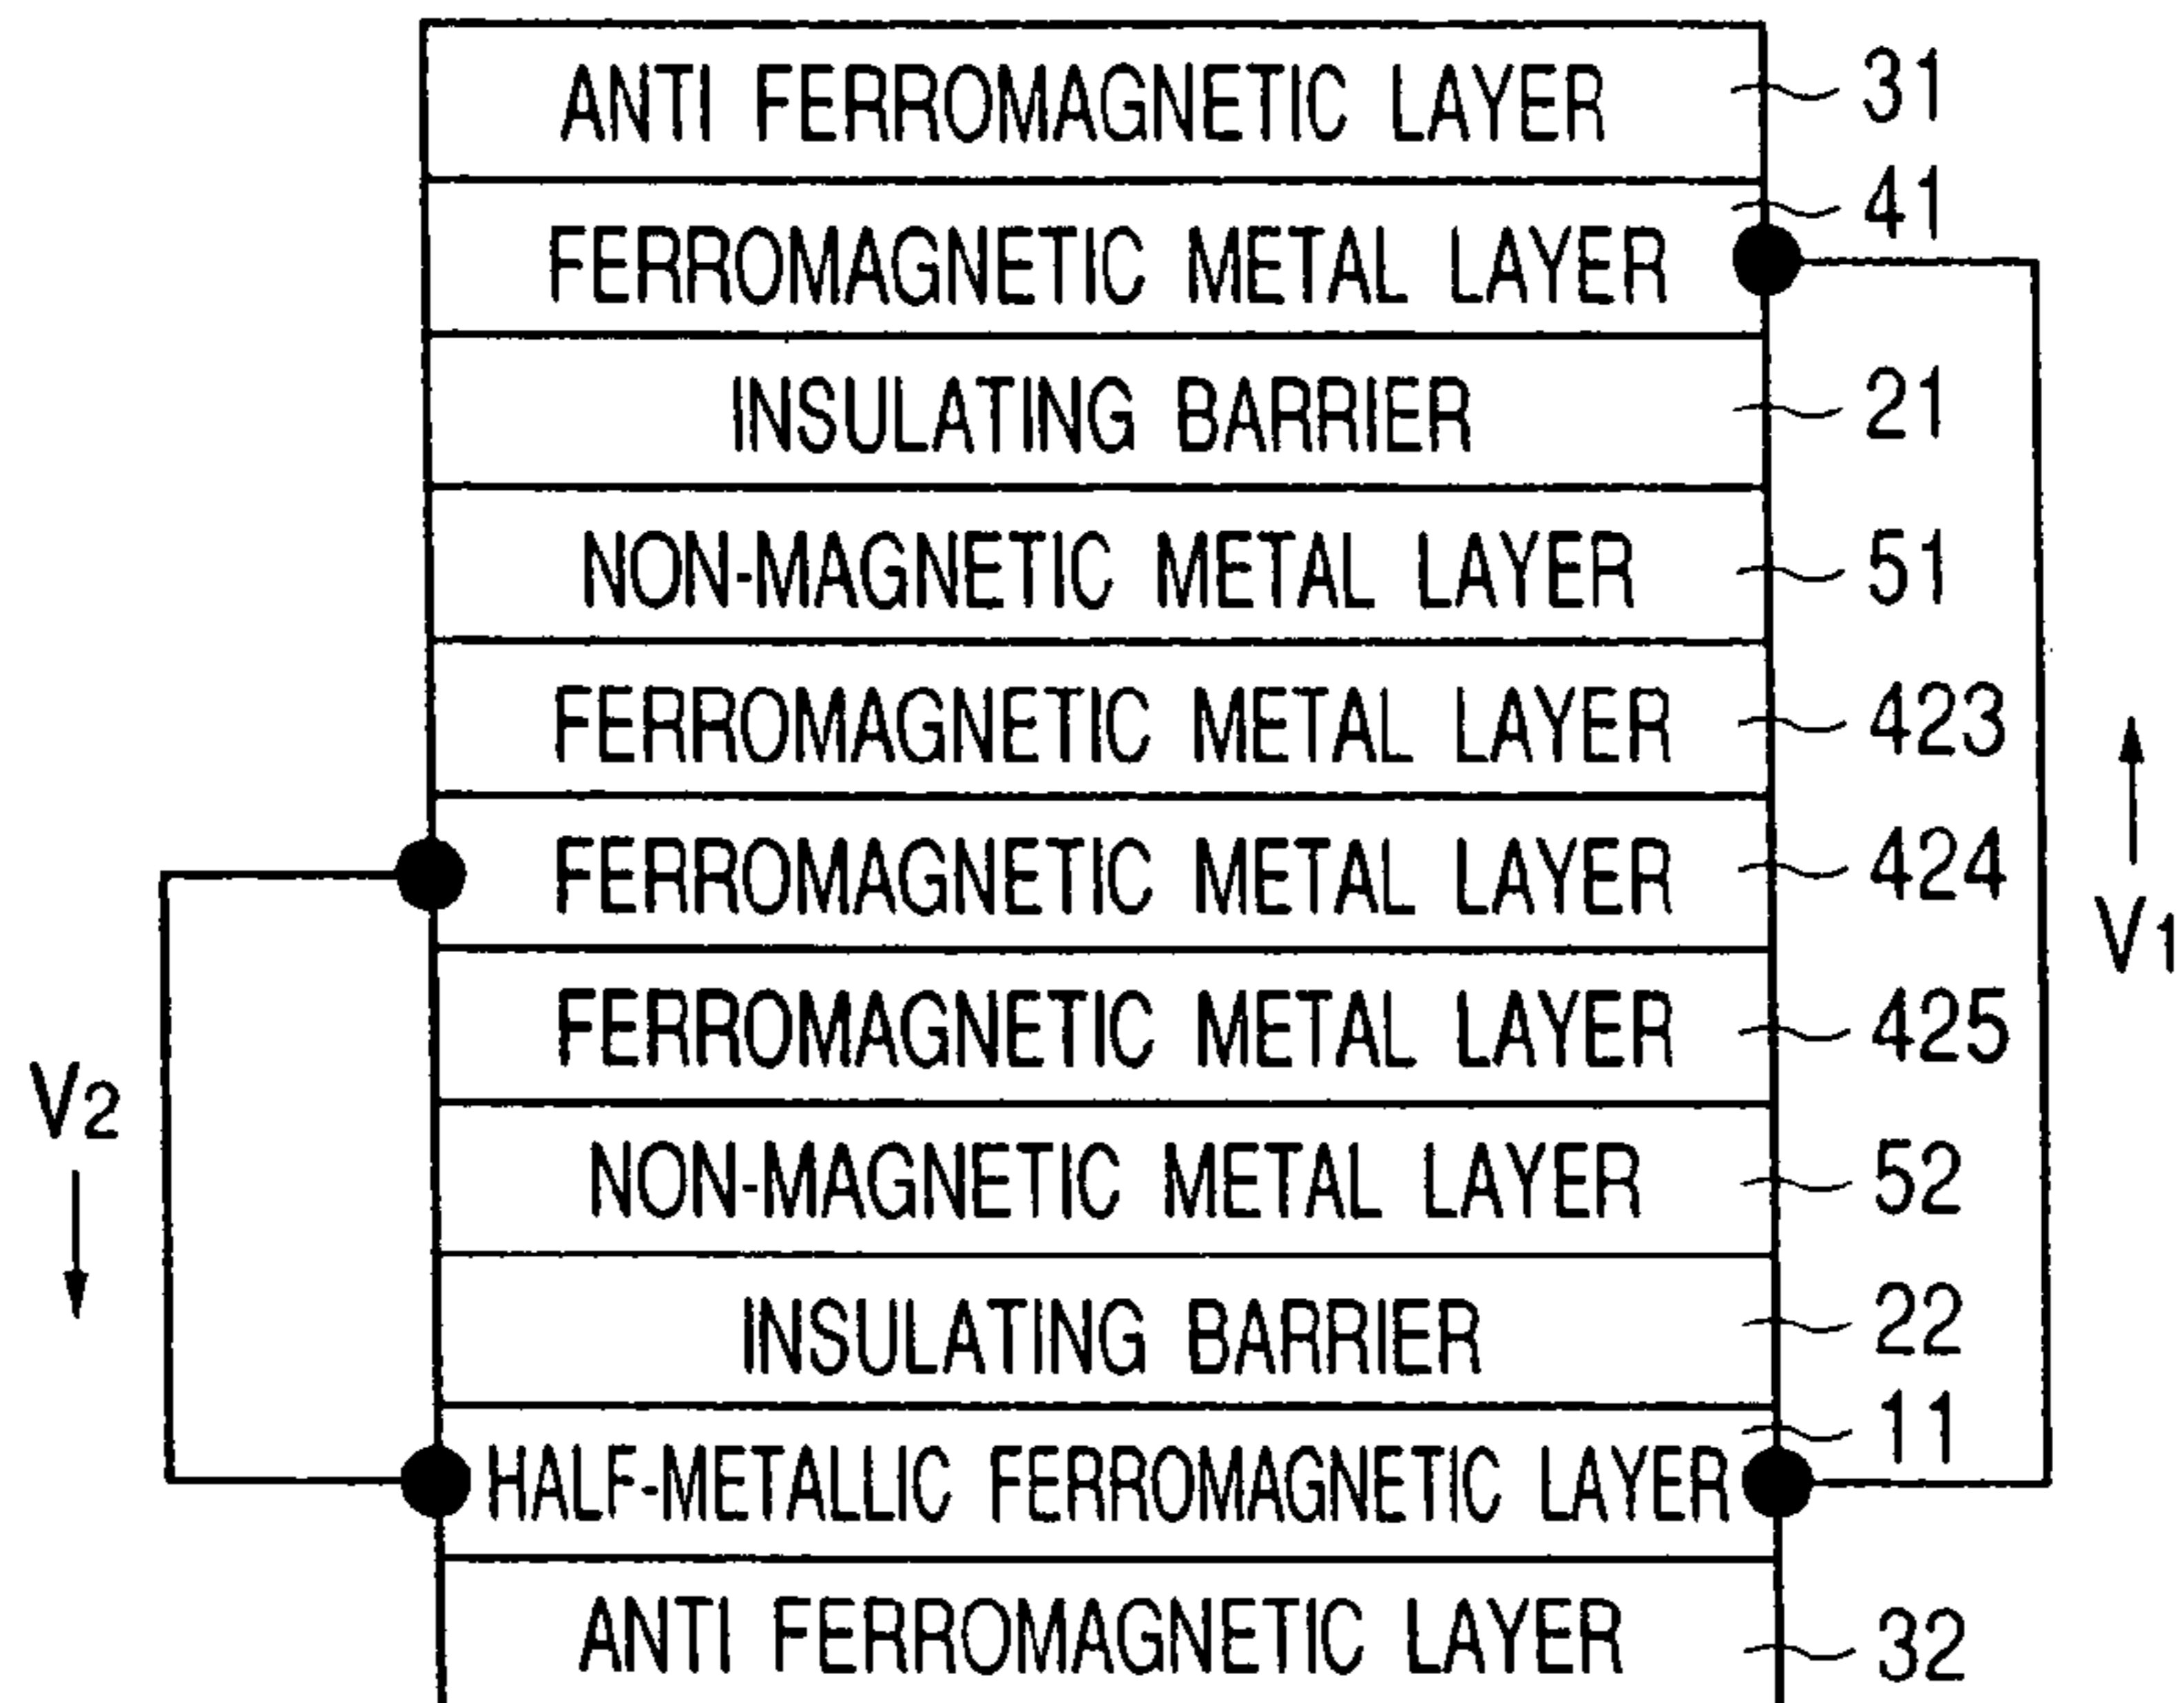 ANTI FERROMAGNETIC LAYER 31
FERROMAGNETIC METAL LAYER 41
INSULATING BARRIER 21
NON-MAGNETIC METAL LAYER 51
FERROMAGNETIC METAL LAYER 423
FERROMAGNETIC METAL LAYER 424
V1
FERROMAGNETIC METAL LAYER 425
V2
NON-MAGNETIC METAL LAYER 52
INSULATING BARRIER 22
HALF-METALLIC FERROMAGNETIC LAYER 11
ANTI FERROMAGNETIC LAYER 32